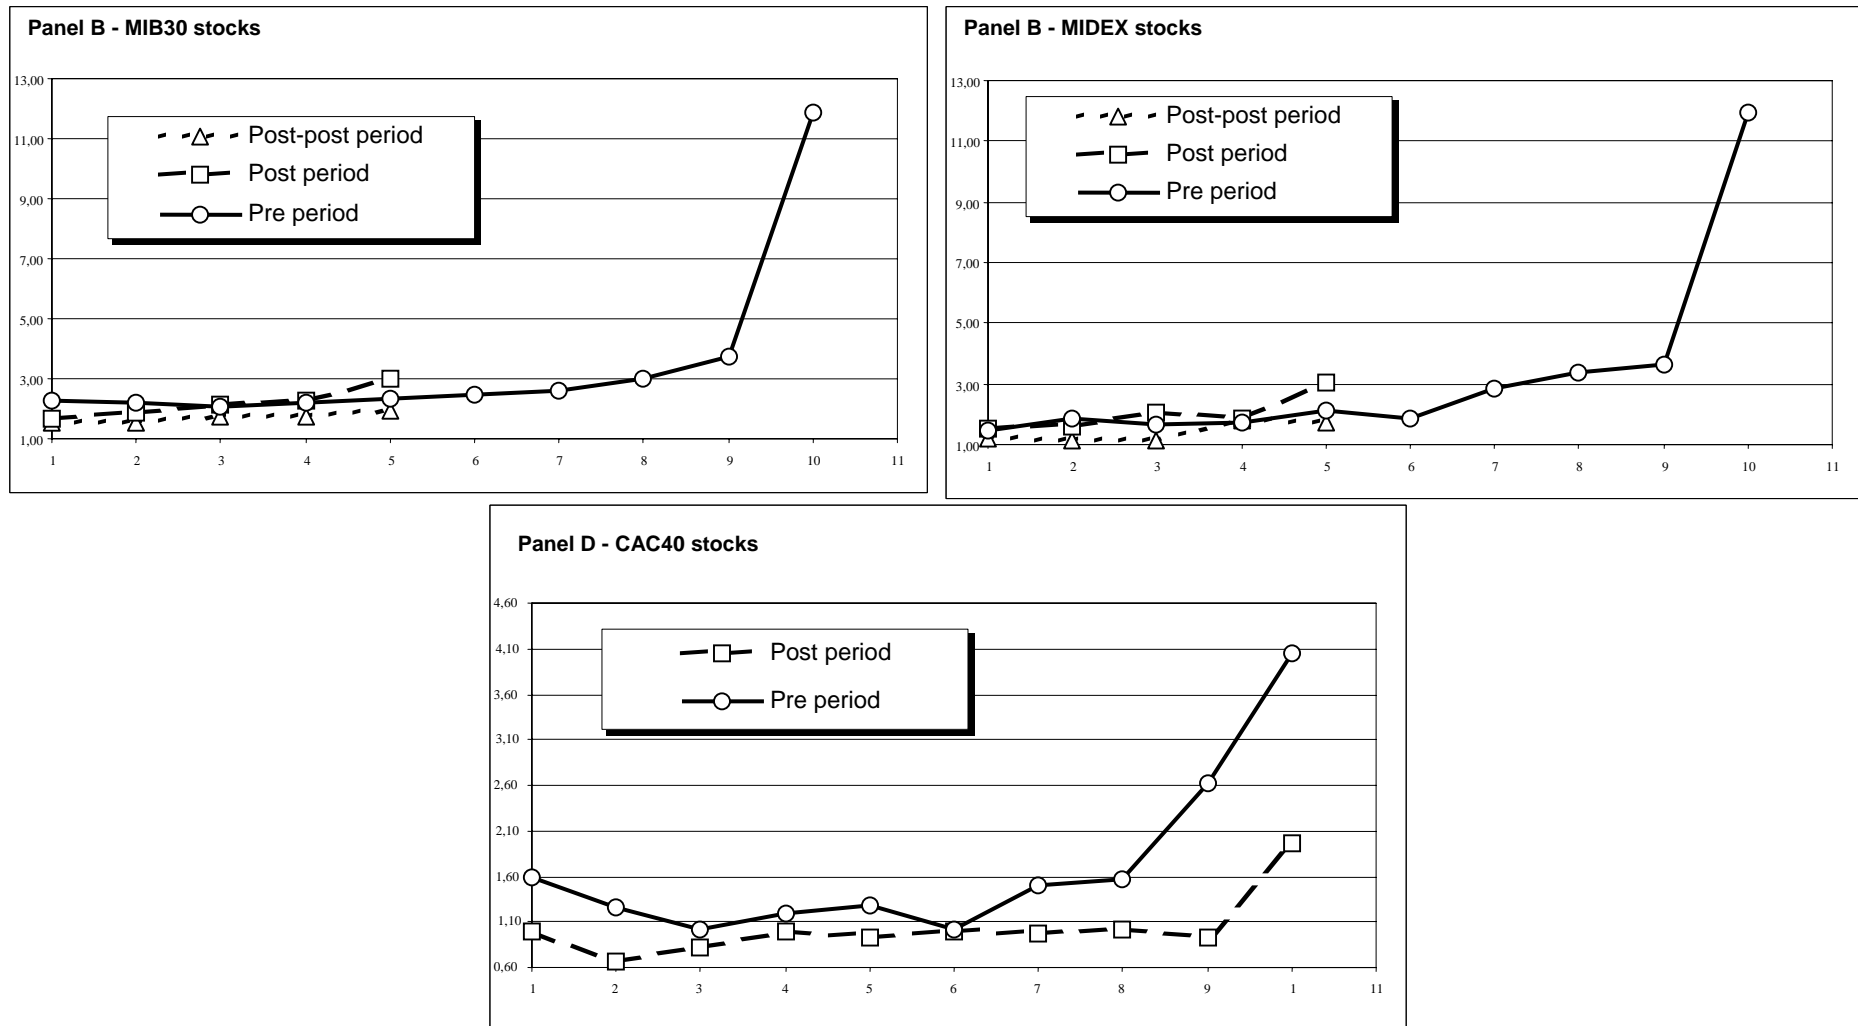 Panel B - MIB30 stocks
13,00
11,00
9,00
7,00
5,00
3,00
1,00
Post-post period
Post period
Pre period
1 2 3 4 5 6 7 8 9 10 11
Panel B - MIDEX stocks
13,00
11,00
9,00
7,00
5,00
3,00
1,00
Post-post period
Post period
Pre period
1 2 3 4 5 6 7 8 9 10 11
Panel D - CAC40 stocks
4,60
4,10
3,60
3,10
2,60
2,10
1,60
1,10
0,60
Post period
Pre period
1 2 3 4 5 6 7 8 9 1 11